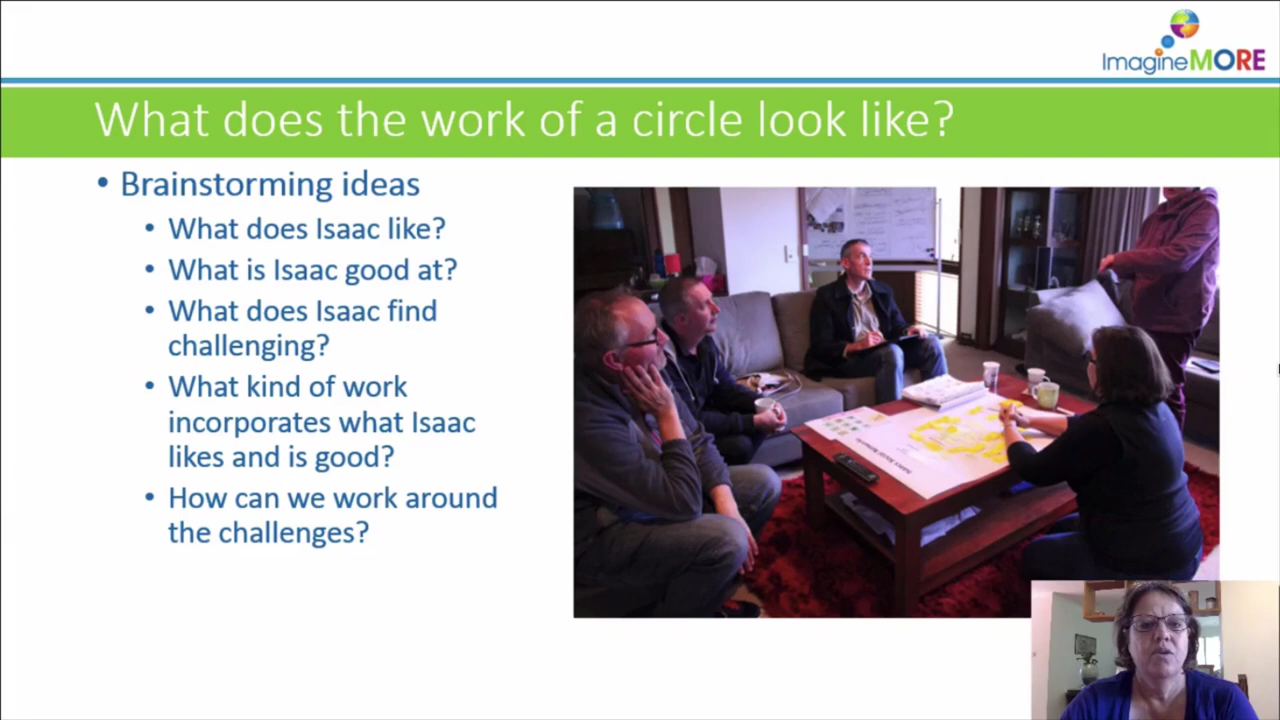 ImagineMORE
What does the work of a circle look like?
• Brainstorming ideas
• What does Isaac like?
• What is Isaac good at?
• What does Isaac find
challenging?
• What kind of work
incorporates what Isaac
likes and is good?
• How can we work around
the challenges?